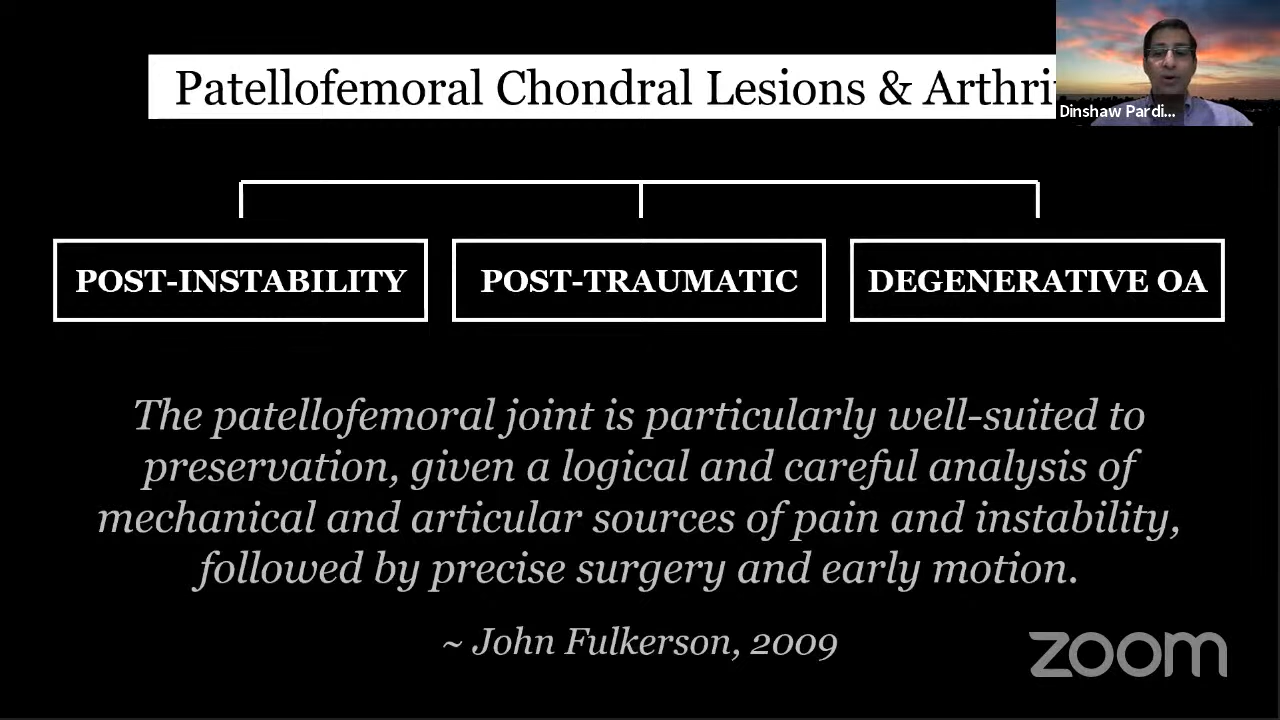 Patellofemoral Chondral Lesions & Arthri
Dinshaw Pardi...
POST-INSTABILITY
POST-TRAUMATIC
DEGENERATIVE OA
The patellofemoral joint is particularly well-suited to
preservation, given a logical and careful analysis of
mechanical and articular sources of pain and instability,
followed by precise surgery and early motion.
~ John Fulkerson, 2009
zoom